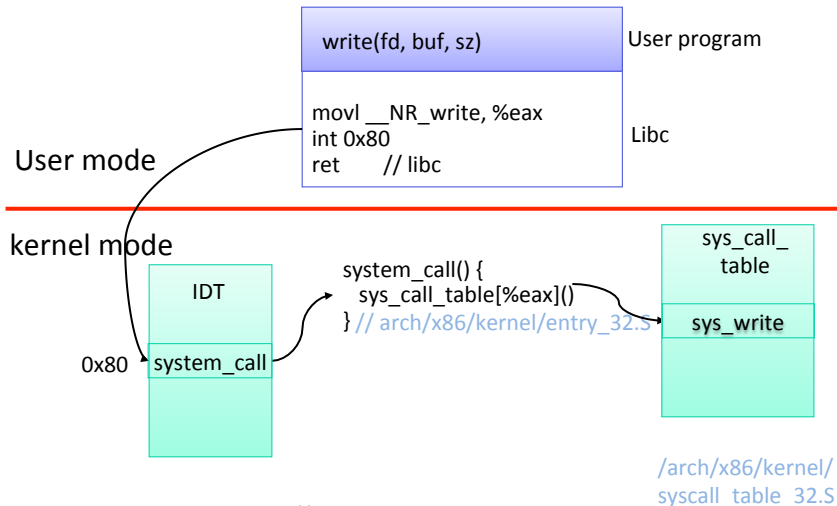 write(fd, buf, sz)
User program
movl __NR_write, %eax
int 0x80
ret // libc
Libc
User mode
kernel mode
IDT
0x80
system_call
system_call() {
sys_call_table[%eax]()
} // arch/x86/kernel/entry_32.S
sys_call_
table
sys_write
/arch/x86/kernel/
syscall_table_32.S